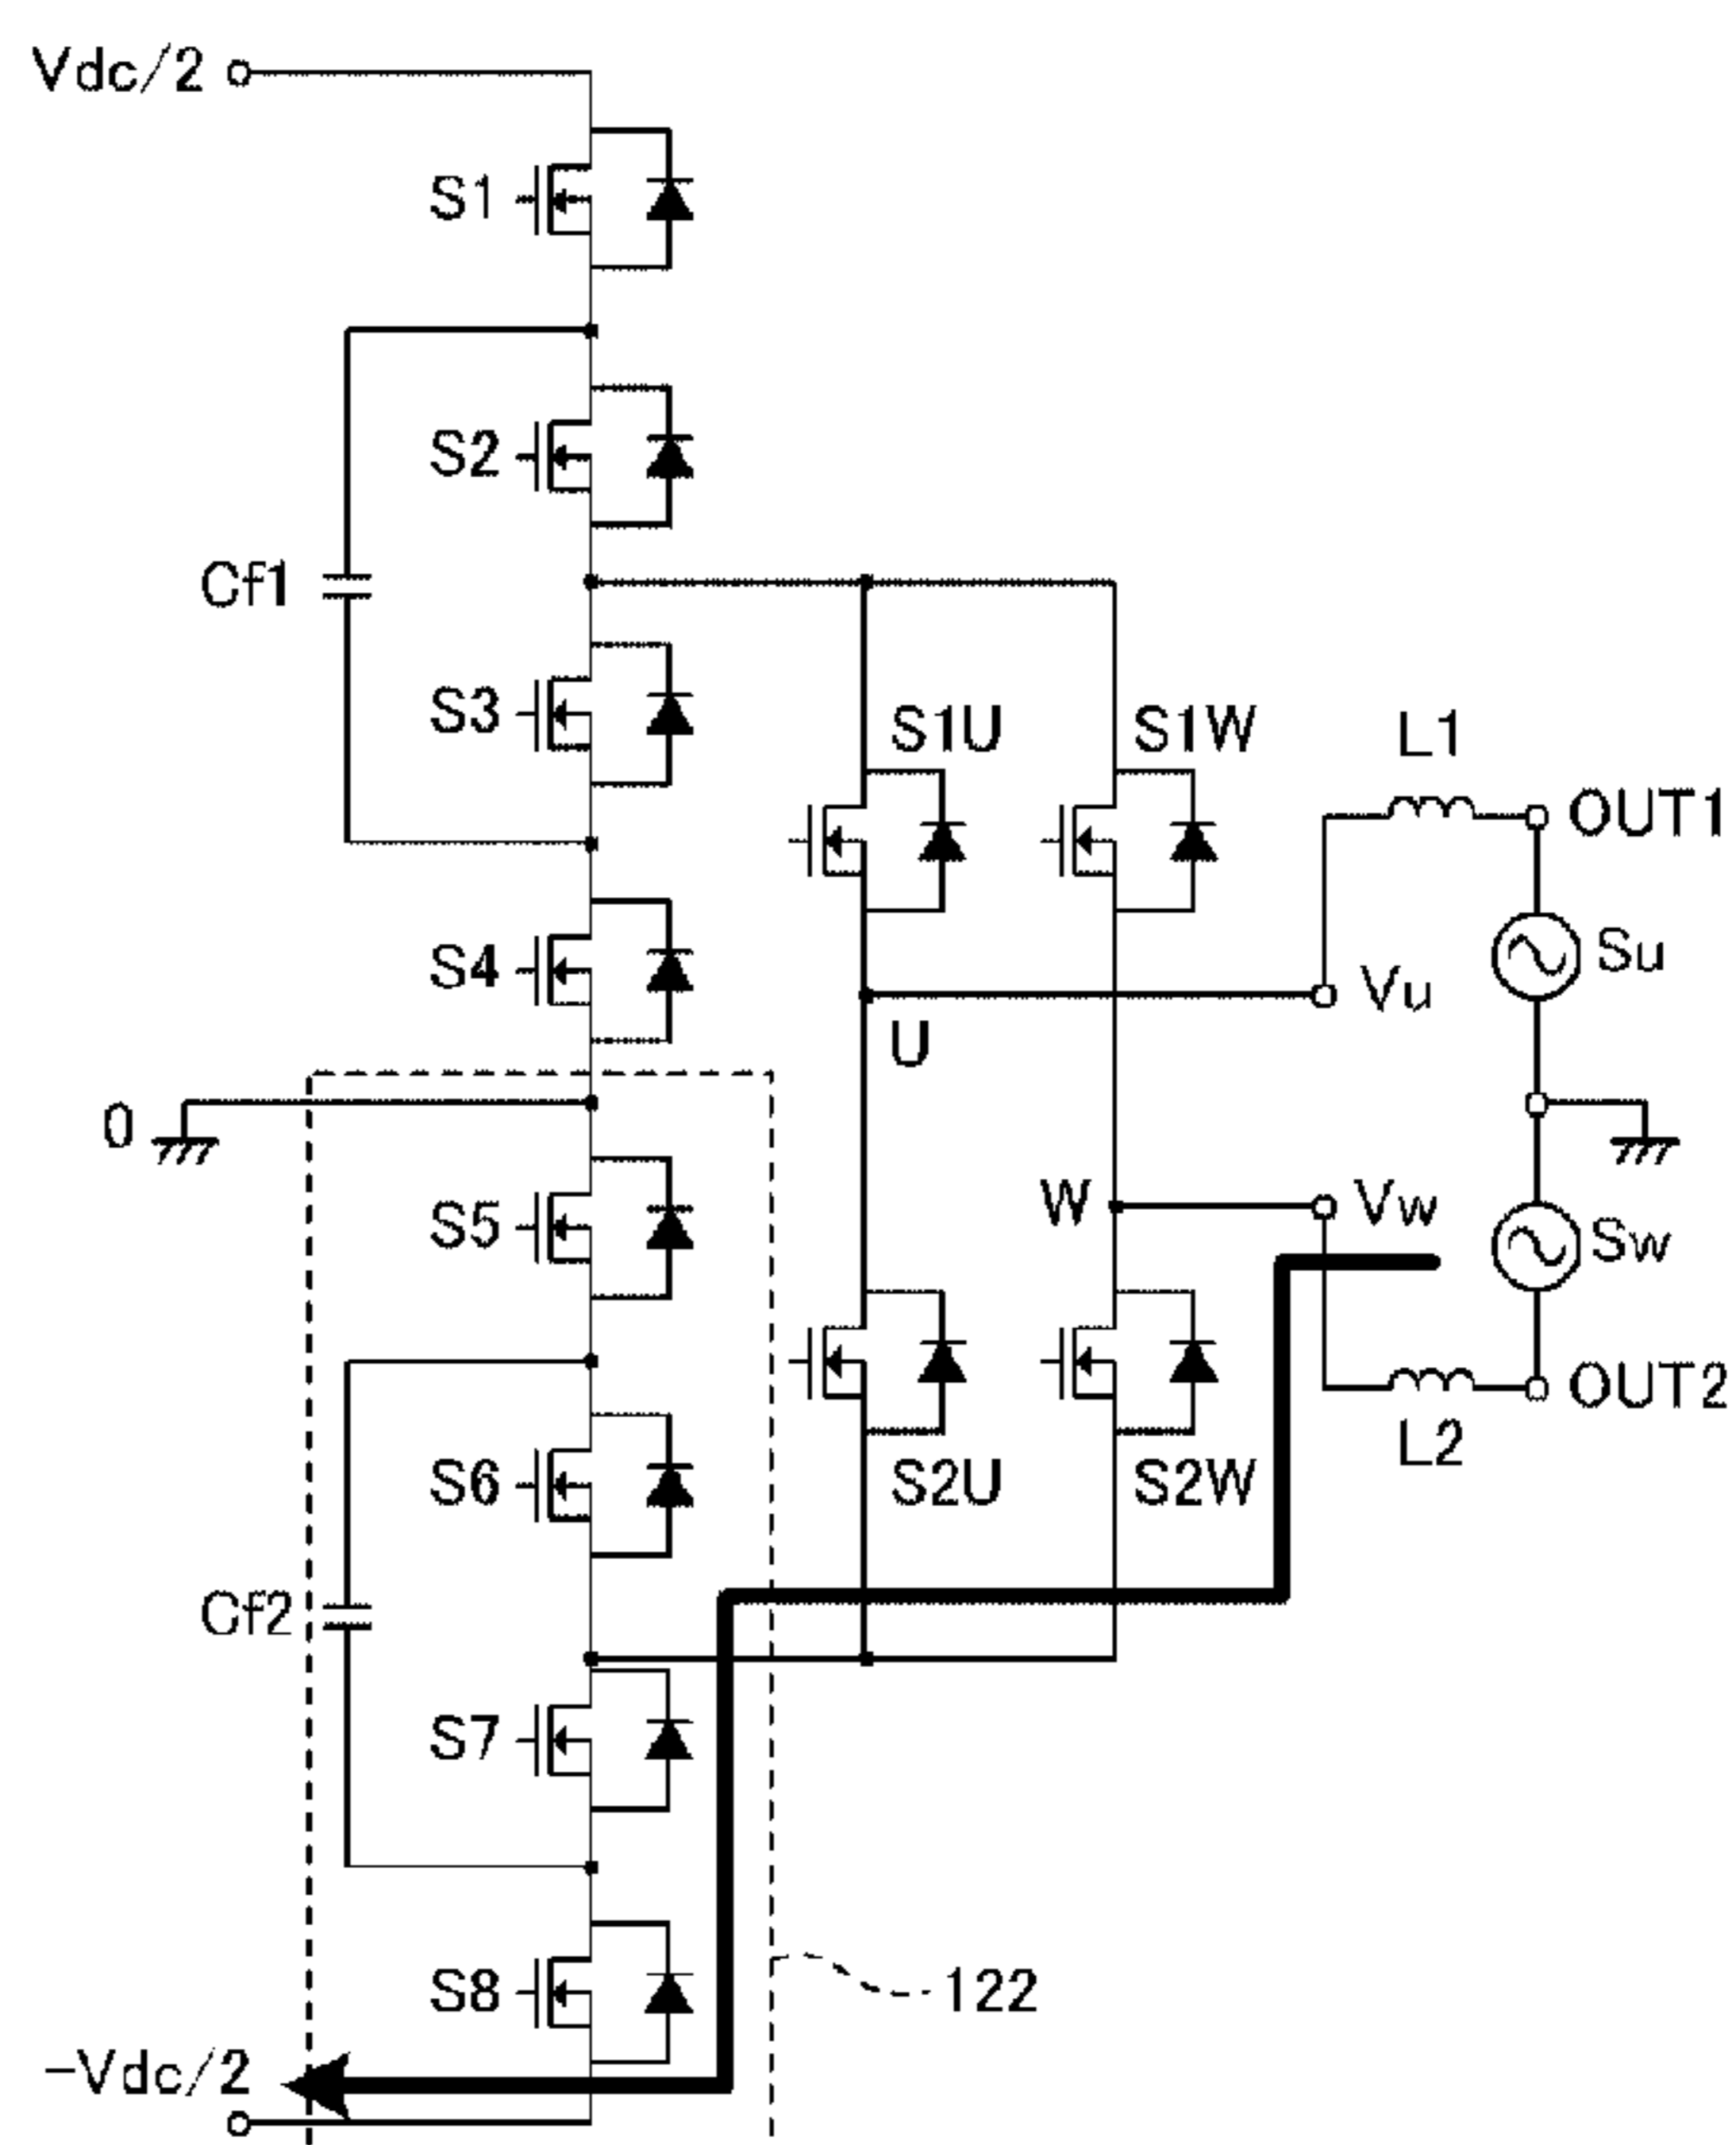 Vdc/2
S1
S2
Cf1
S3
S1U
S1W
L1
OUT1
S4
Su
Vu
U
0
S5
W
Vw
Sw
OUT2
L2
S6
S2U
S2W
Cf2
S7
S8
122
-Vdc/2